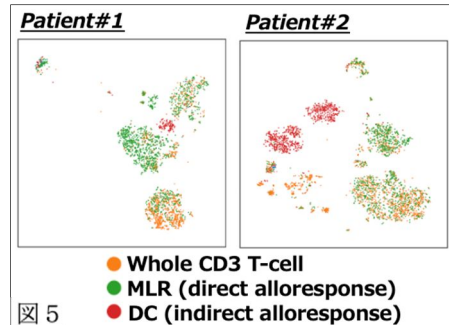 Patient#1
Patient#2
Whole CD3 T-cell
MLR (direct alloresponse)
DC (indirect alloresponse)
図 5